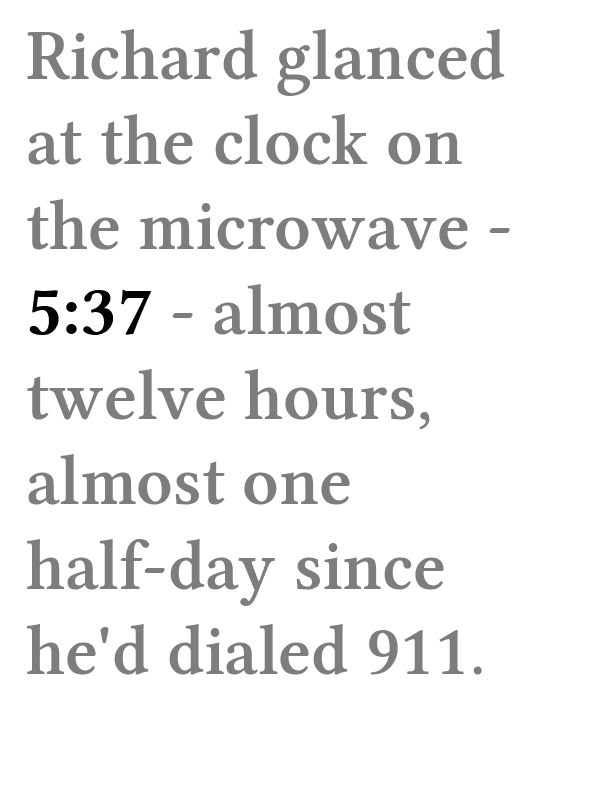 Richard glanced
at the clock on
the microwave -
5:37 - almost
twelve hours,
almost one
half-day since
he'd dialed 911.